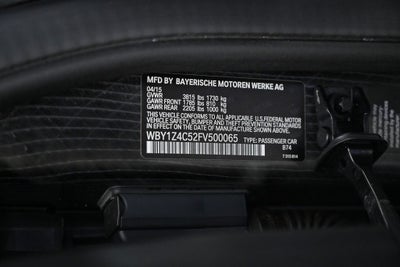 MFD BY BAYERISCHE MOTOREN WERKE AG
04/15
GVWR 3815 lbs 1730 kg
GAWR FRONT 1785 lbs 810 kg
GAWR REAR 2205 lbs 1000 kg
THIS VEHICLE CONFORMS TO ALL APPLICABLE U.S. FEDERAL MOTOR
VEHICLE SAFETY, BUMPER, AND THEFT PREVENTION STANDARDS
IN EFFECT ON THE DATE OF MANUFACTURE SHOWN ABOVE.
WBY1Z4C52FV500065 TYPE: PASSENGER CAR
B74